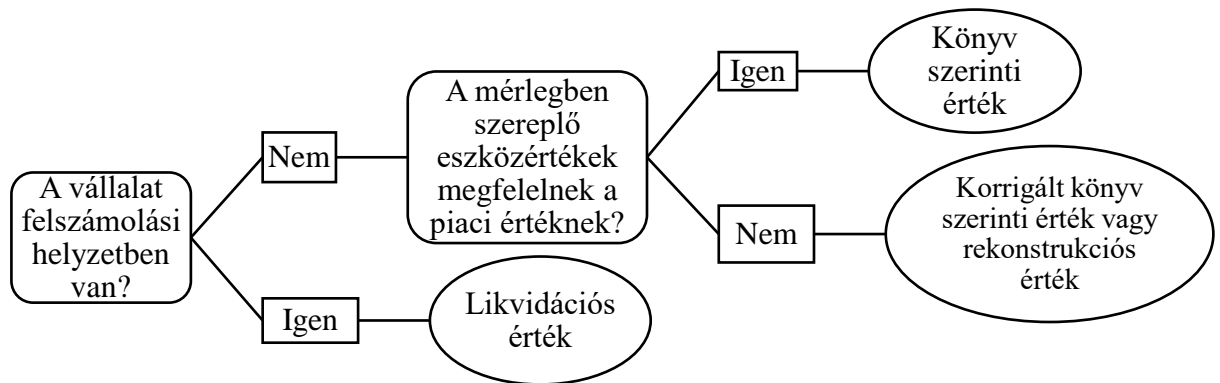 A vállalat
felszámolási
helyzetben
van?
Nem
A mérlegben
szereplő
eszközértékek
megfelelnek a
piaci értéknek?
Igen
Könyv
szerinti
érték
Nem
Korrigált könyv
szerinti érték vagy
rekonstrukciós
érték
Igen
Likvidációs
érték